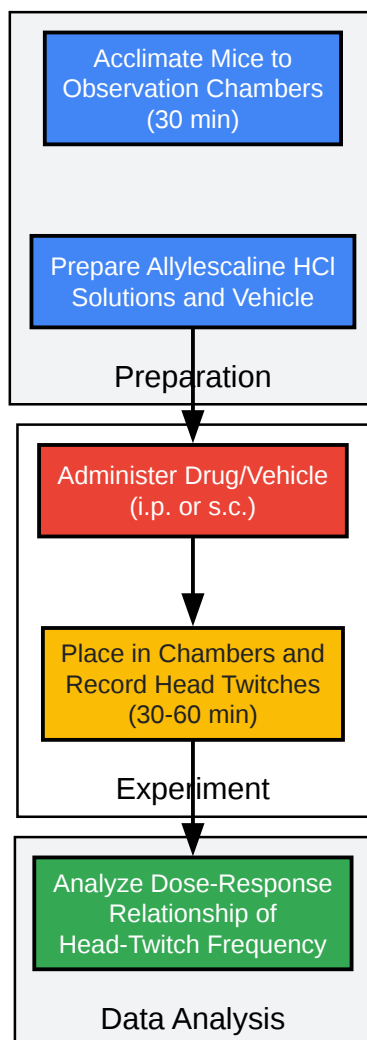 Acclimate Mice to
Observation Chambers
(30 min)
Prepare Allylescaline HCl
Solutions and Vehicle
Preparation
Administer Drug/Vehicle
(i.p. or s.c.)
Place in Chambers and
Record Head Twitches
(30-60 min)
Experiment
Analyze Dose-Response
Relationship of
Head-Twitch Frequency
Data Analysis